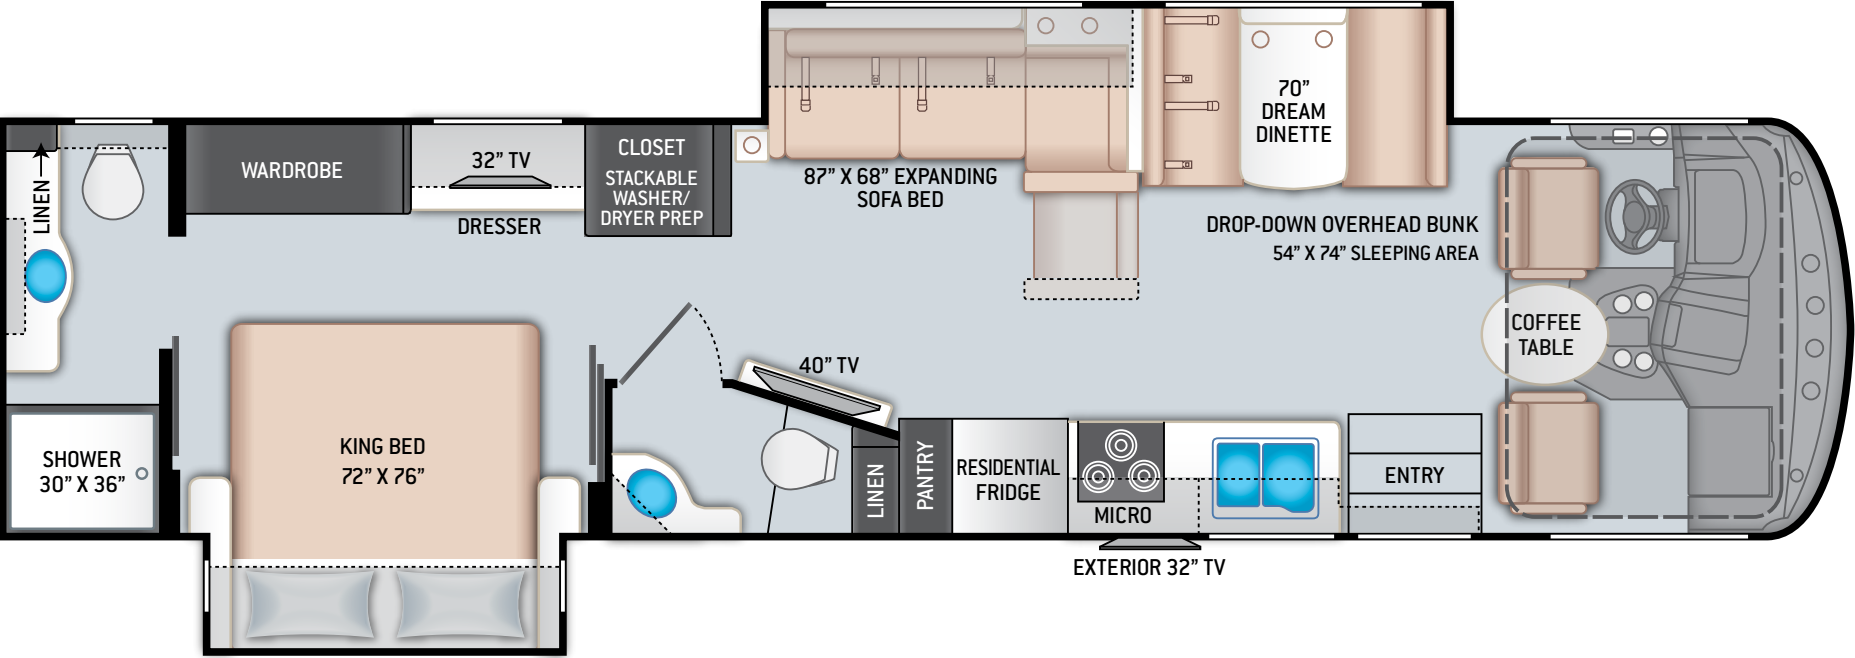 LINEN
WARDROBE
32” TV
DRESSER
CLOSET
STACKABLE
WASHER/
DRYER PREP
87” X 68” EXPANDING
SOFA BED
70”
DREAM
DINETTE
DROP-DOWN OVERHEAD BUNK
54” X 74” SLEEPING AREA
COFFEE
TABLE
40” TV
SHOWER
30” X 36”
KING BED
72” X 76”
LINEN
PANTRY
RESIDENTIAL
FRIDGE
MICRO
ENTRY
EXTERIOR 32” TV